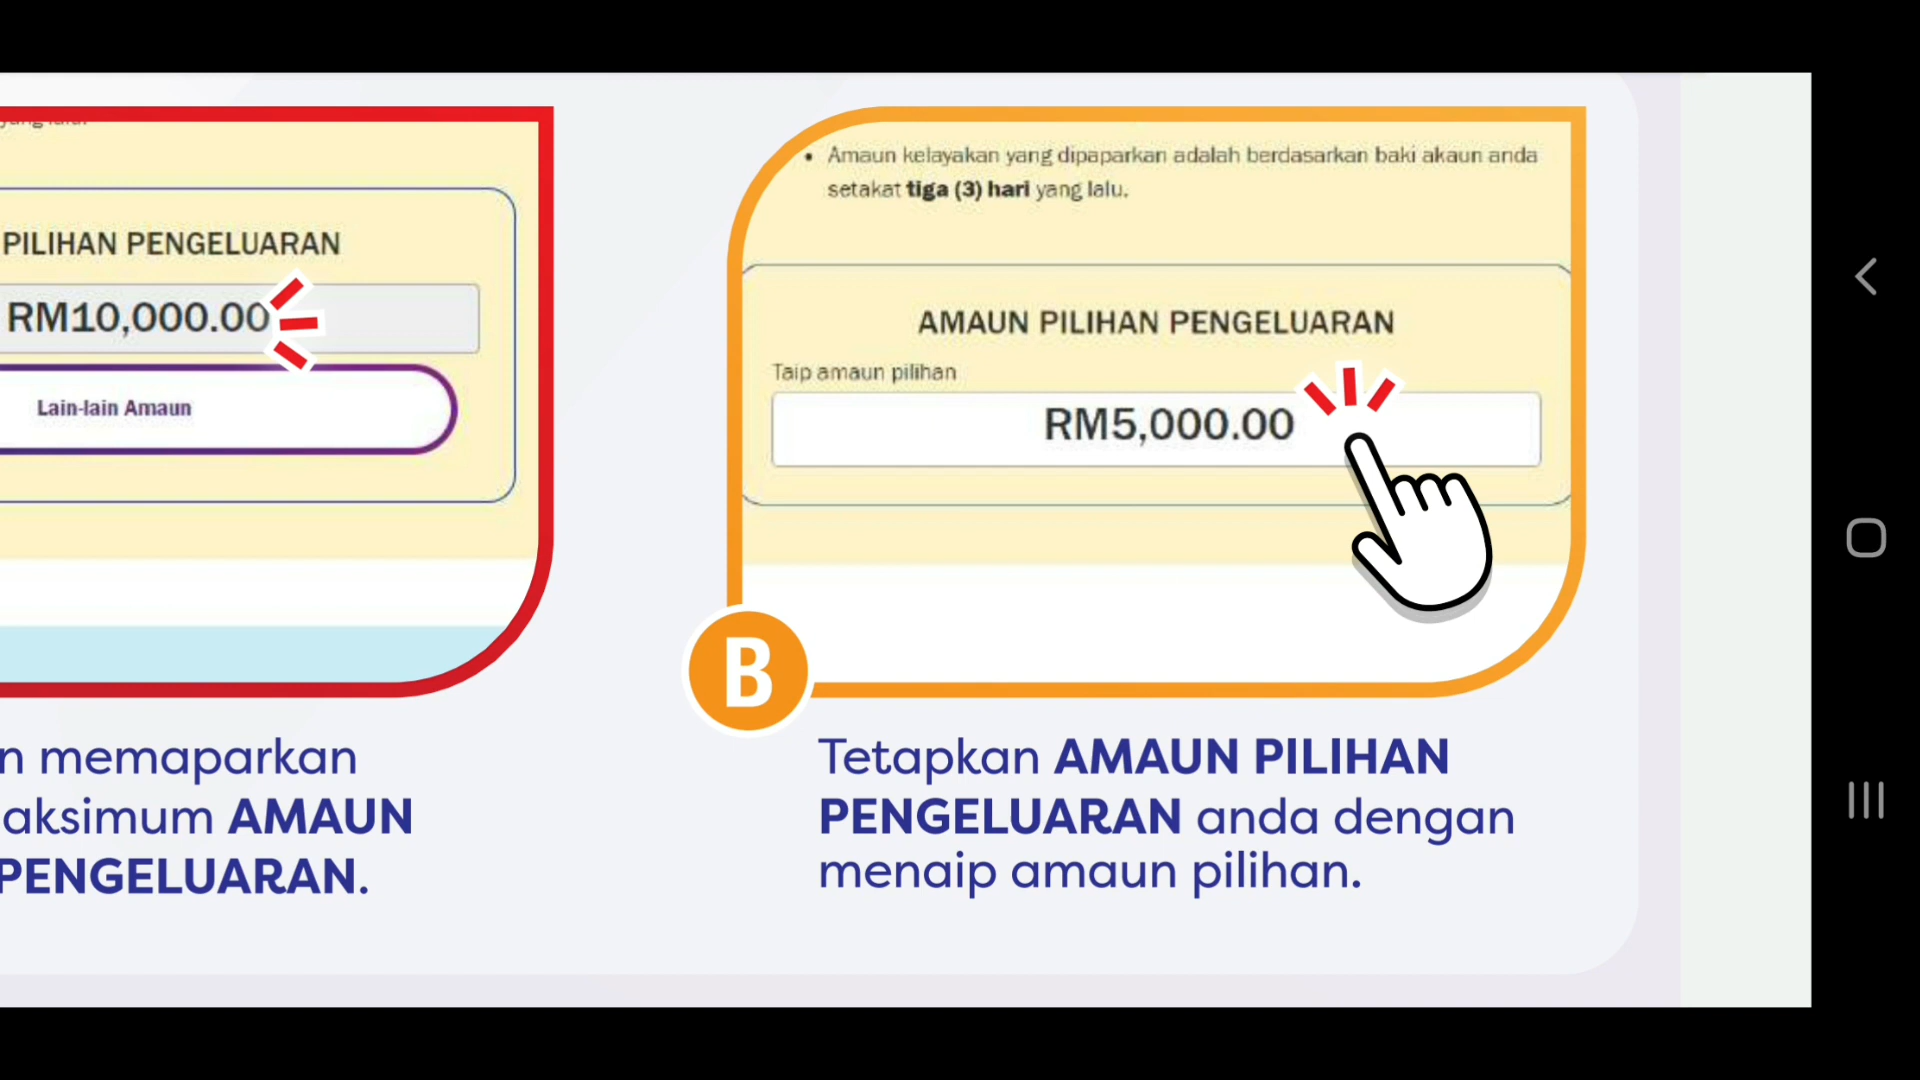 PILIHAN PENGELUARAN
RM10,000.00
Lain-lain Amaun
memaparkan
AMAUN
PENGELUARAN.
• Amaun kelayakan yang dipaparkan adalah berdasarkan baki akaun anda
setakat tiga (3) hari yang lalu.
AMAUN PILIHAN PENGELUARAN
Taip amaun pilihan
RM5,000.00
B
Tetapkan AMAUN PILIHAN
PENGELUARAN anda dengan
menaip amaun pilihan.